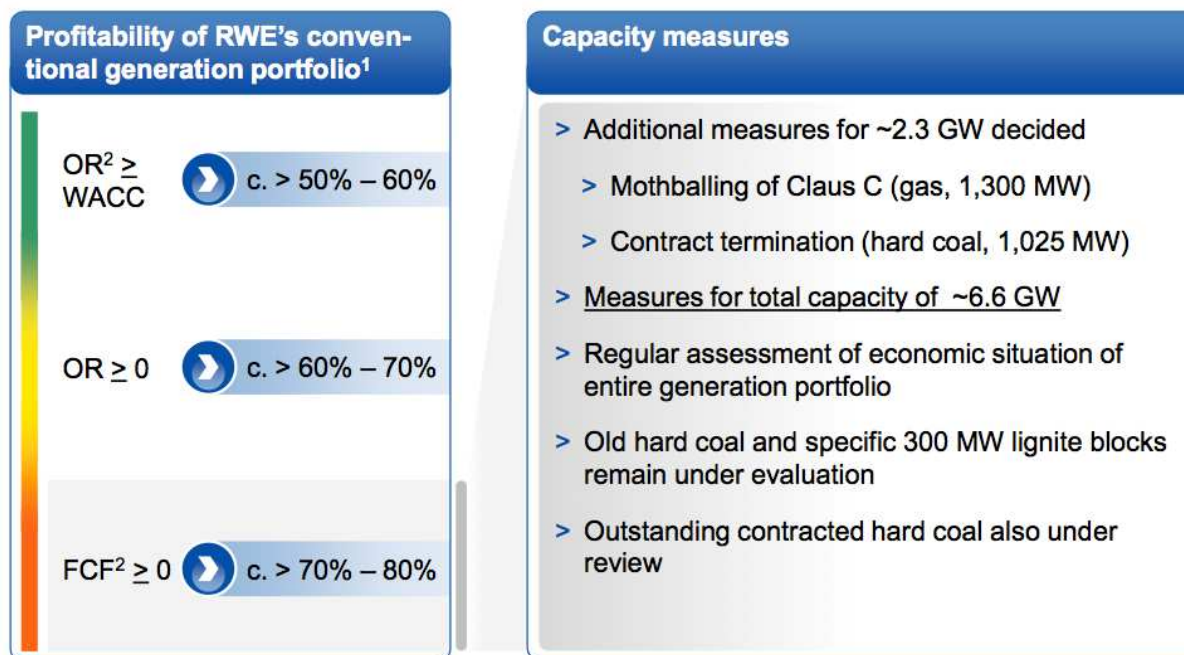 Profitability of RWE's conven-
tional generation portfolio¹
OR² ≥
WACC
c. > 50% – 60%
OR ≥ 0
c. > 60% – 70%
FCF² ≥ 0
c. > 70% – 80%
Capacity measures
> Additional measures for ~2.3 GW decided
> Mothballing of Claus C (gas, 1,300 MW)
> Contract termination (hard coal, 1,025 MW)
> Measures for total capacity of ~6.6 GW
> Regular assessment of economic situation of
entire generation portfolio
> Old hard coal and specific 300 MW lignite blocks
remain under evaluation
> Outstanding contracted hard coal also under
review